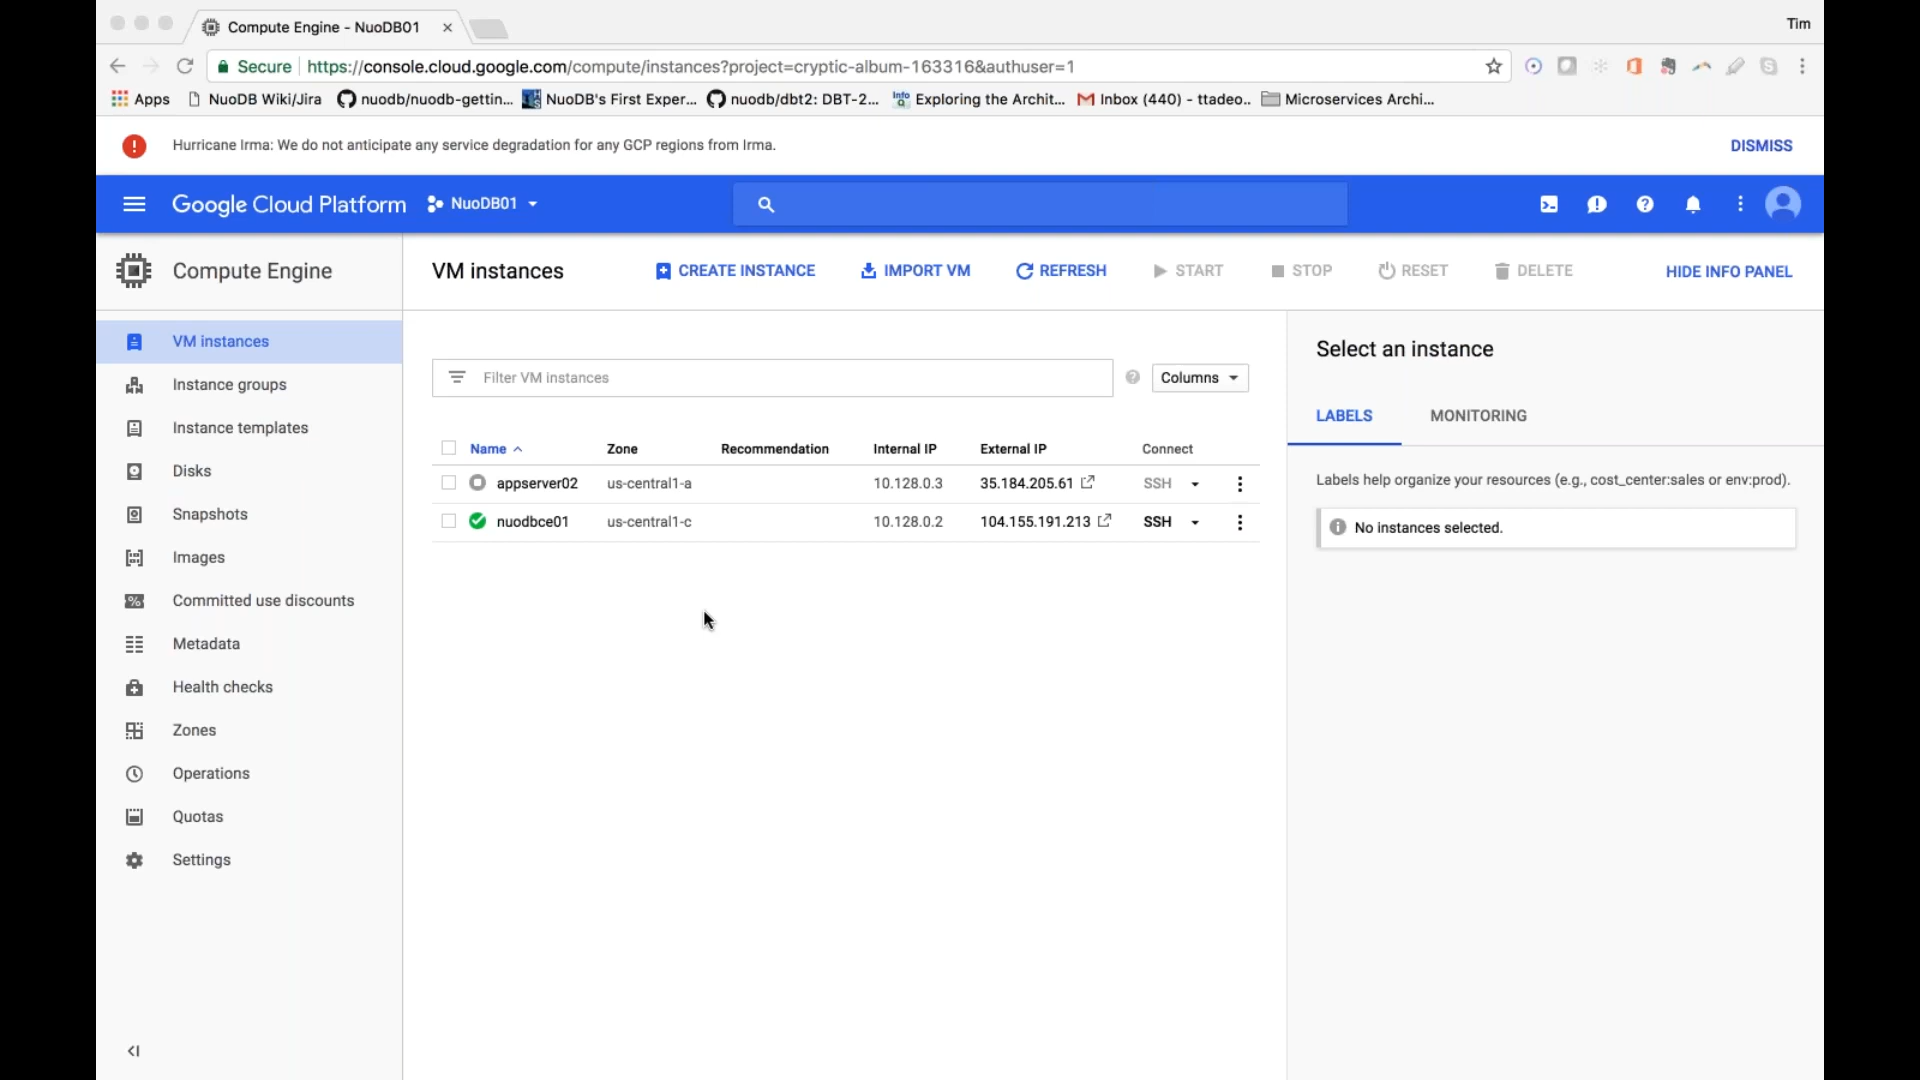 Compute Engine - NuoDB01
Tim
Secure https://console.cloud.google.com/compute/instances?project=cryptic-album-163316&authuser=1
Apps NuoDB Wiki/Jira nuodb/nuodb-gettin... NuoDB's First Exper... nuodb/dbt2: DBT-2... Exploring the Archit... Inbox (440) - ttadeo.. Microservices Archi...
Hurricane Irma: We do not anticipate any service degradation for any GCP regions from Irma. DISMISS
Google Cloud Platform NuoDB01
Compute Engine
VM instances CREATE INSTANCE IMPORT VM REFRESH START STOP RESET DELETE HIDE INFO PANEL
VM instances
Instance groups
Instance templates
Disks
Snapshots
Images
Committed use discounts
Metadata
Health checks
Zones
Operations
Quotas
Settings
Filter VM instances Columns
Name Zone Recommendation Internal IP External IP Connect
appserver02 us-central1-a 10.128.0.3 35.184.205.61 SSH
nuodbce01 us-central1-c 10.128.0.2 104.155.191.213 SSH
Select an instance
LABELS MONITORING
Labels help organize your resources (e.g., cost_center:sales or env:prod).
No instances selected.